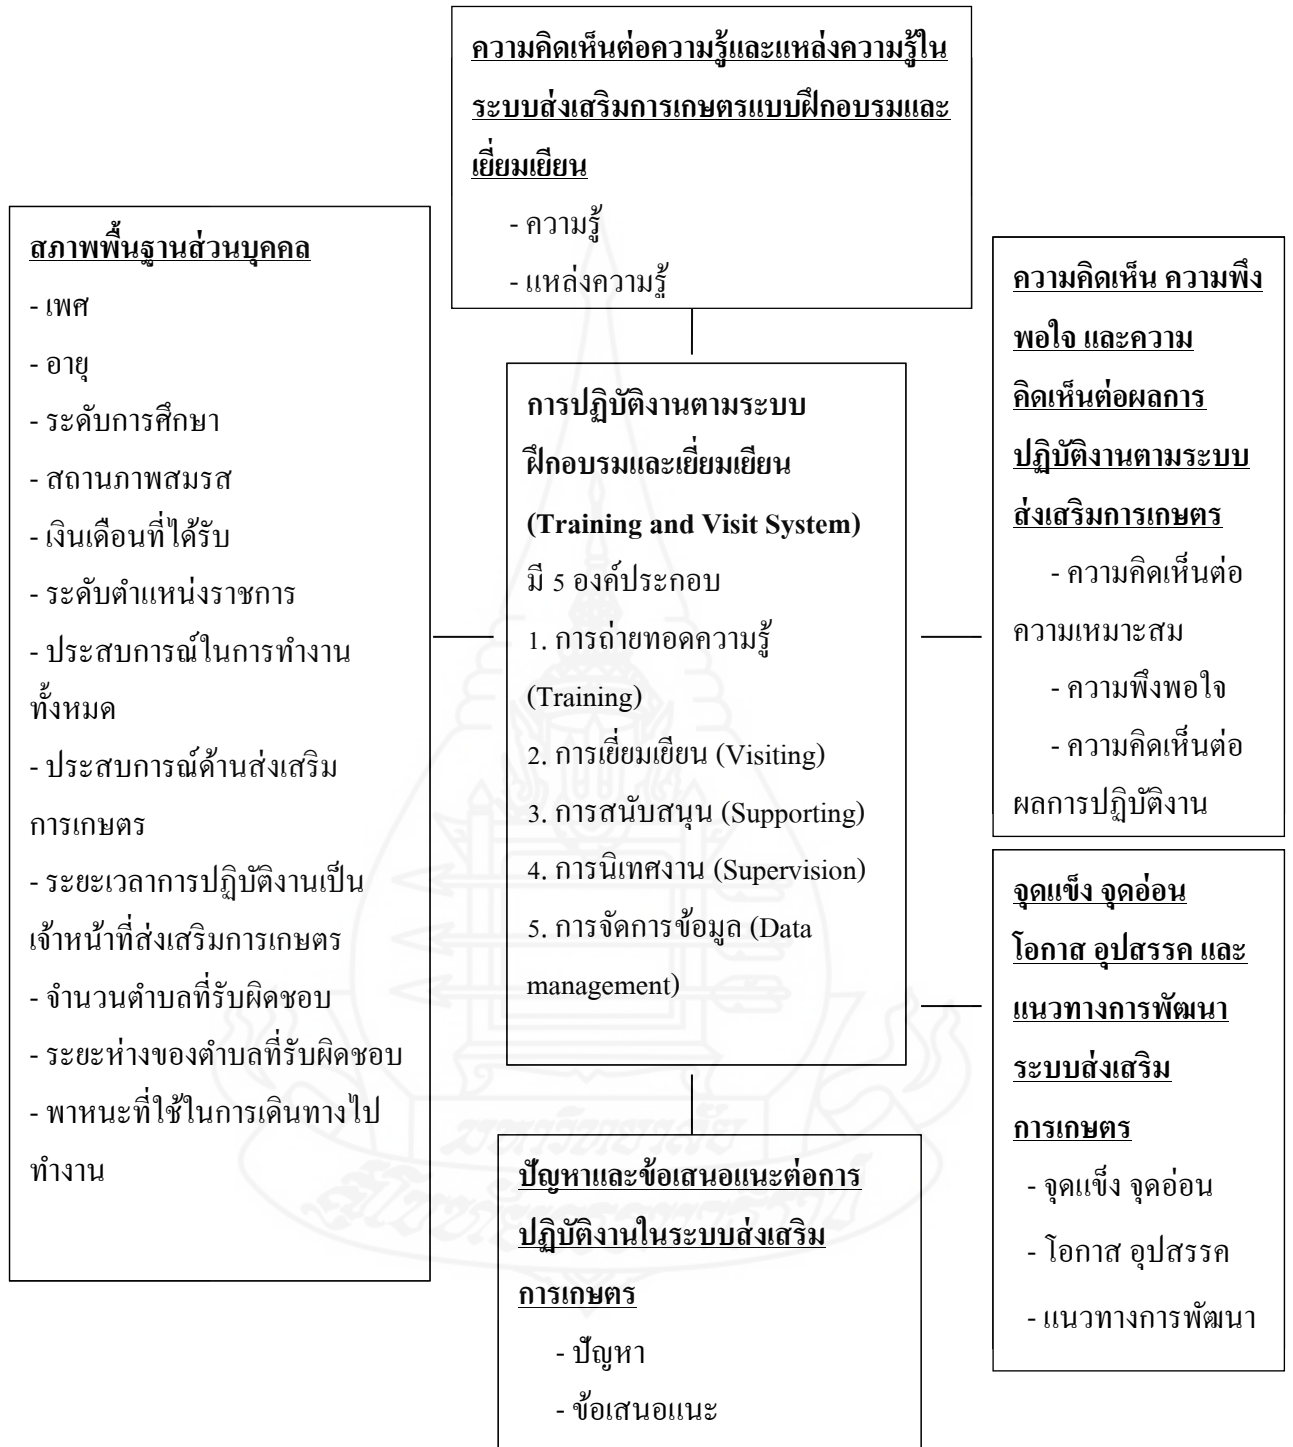 ความคิดเห็นต่อความรู้และแหล่งความรู้ใน
ระบบส่งเสริมการเกษตรแบบฝึกอบรมและ
เยี่ยมเยียน
- ความรู้
- แหล่งความรู้
สภาพพื้นฐานส่วนบุคคล
- เพศ
- อายุ
- ระดับการศึกษา
- สถานภาพสมรส
- เงินเดือนที่ได้รับ
- ระดับตำแหน่งราชการ
- ประสบการณ์ในการทำงาน
ทั้งหมด
- ประสบการณ์ด้านส่งเสริม
การเกษตร
- ระยะเวลาการปฏิบัติงานเป็น
เจ้าหน้าที่ส่งเสริมการเกษตร
- จำนวนตำบลที่รับผิดชอบ
- ระยะห่างของตำบลที่รับผิดชอบ
- พาหนะที่ใช้ในการเดินทางไป
ทำงาน
การปฏิบัติงานตามระบบ
ฝึกอบรมและเยี่ยมเยียน
(Training and Visit System)
มี 5 องค์ประกอบ
1. การถ่ายทอดความรู้
(Training)
2. การเยี่ยมเยียน (Visiting)
3. การสนับสนุน (Supporting)
4. การนิเทศงาน (Supervision)
5. การจัดการข้อมูล (Data
management)
ความคิดเห็น ความพึง
พอใจ และความ
คิดเห็นต่อผลการ
ปฏิบัติงานตามระบบ
ส่งเสริมการเกษตร
- ความคิดเห็นต่อ
ความเหมาะสม
- ความพึงพอใจ
- ความคิดเห็นต่อ
ผลการปฏิบัติงาน
จุดแข็ง จุดอ่อน
โอกาส อุปสรรค และ
แนวทางการพัฒนา
ระบบส่งเสริม
การเกษตร
- จุดแข็ง จุดอ่อน
- โอกาส อุปสรรค
- แนวทางการพัฒนา
ปัญหาและข้อเสนอแนะต่อการ
ปฏิบัติงานในระบบส่งเสริม
การเกษตร
- ปัญหา
- ข้อเสนอแนะ
มหาวิทยาลัย
สุโขทัยธรรมาธิราช